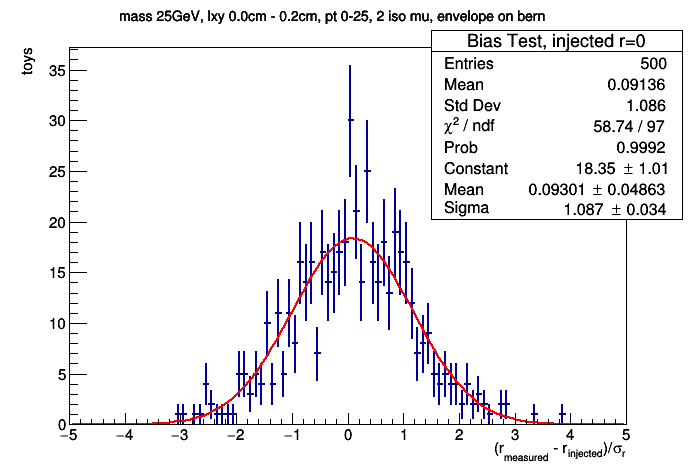 mass 25GeV, lxy 0.0cm - 0.2cm, pt 0-25, 2 iso mu, envelope on bern
Bias Test, injected r=0
Entries 500
Mean 0.09136
Std Dev 1.086
χ² / ndf 58.74 / 97
Prob 0.9992
Constant 18.35 ± 1.01
Mean 0.09301 ± 0.04863
Sigma 1.087 ± 0.034
toys
35
30
25
20
15
10
5
0
−5 −4 −3 −2 −1 0 1 2 3 4 5
(r_measured - r_injected)/σ_r